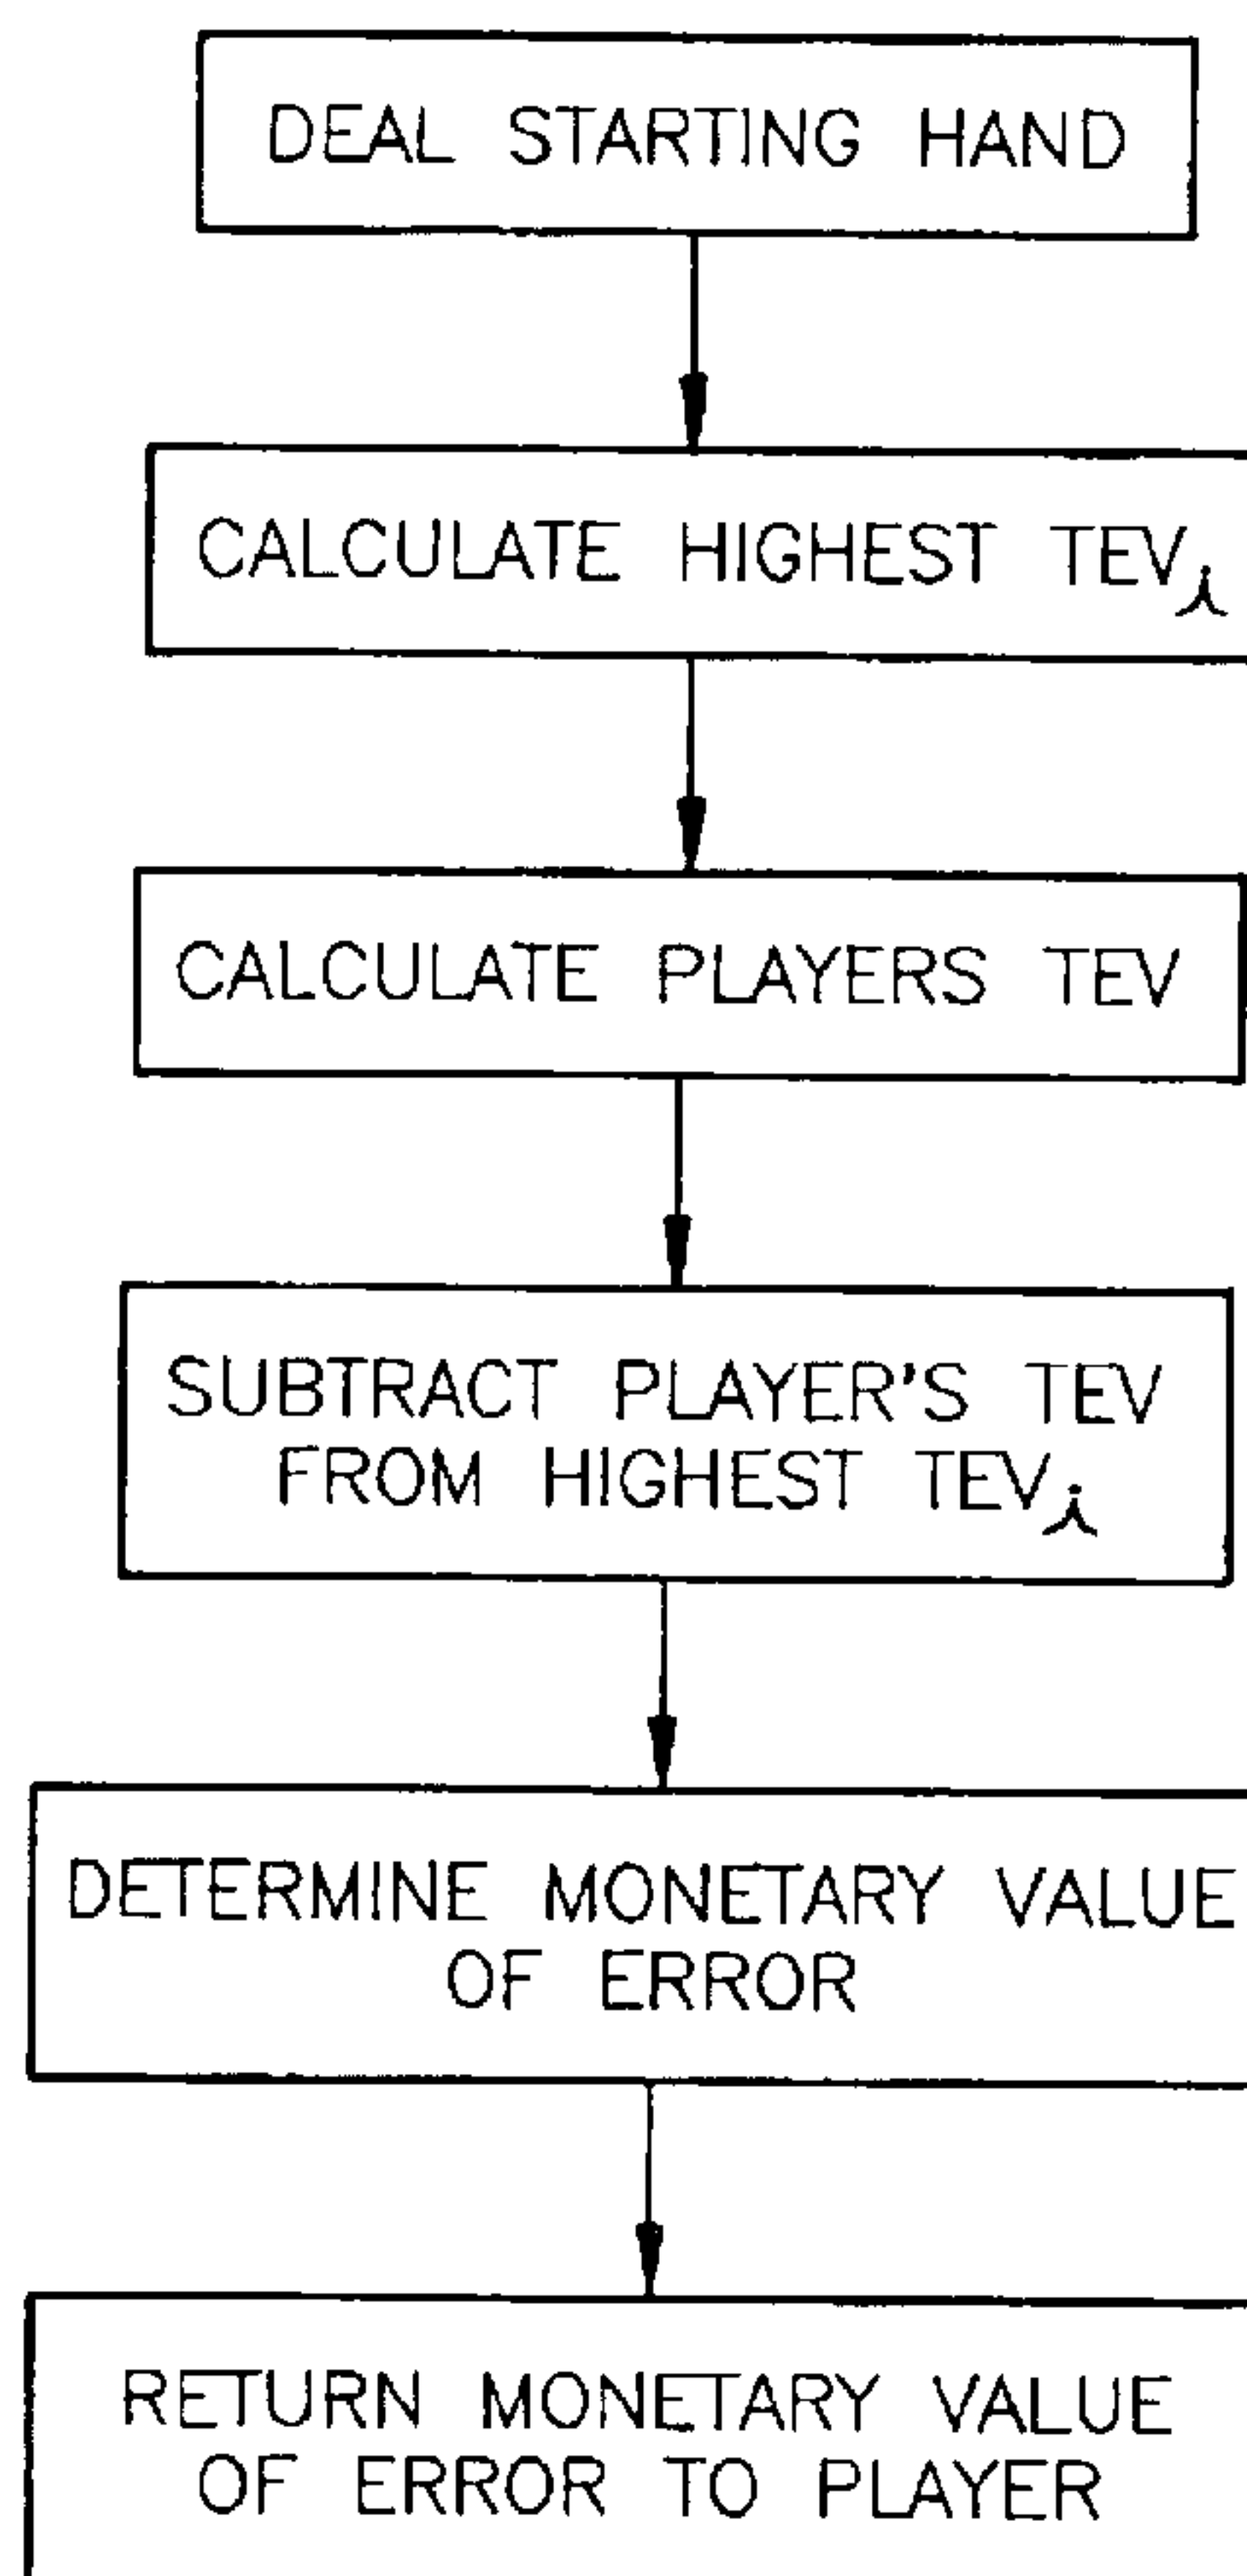 DEAL STARTING HAND
CALCULATE HIGHEST TEVi
CALCULATE PLAYERS TEV
SUBTRACT PLAYER'S TEV
FROM HIGHEST TEVi
DETERMINE MONETARY VALUE
OF ERROR
RETURN MONETARY VALUE
OF ERROR TO PLAYER